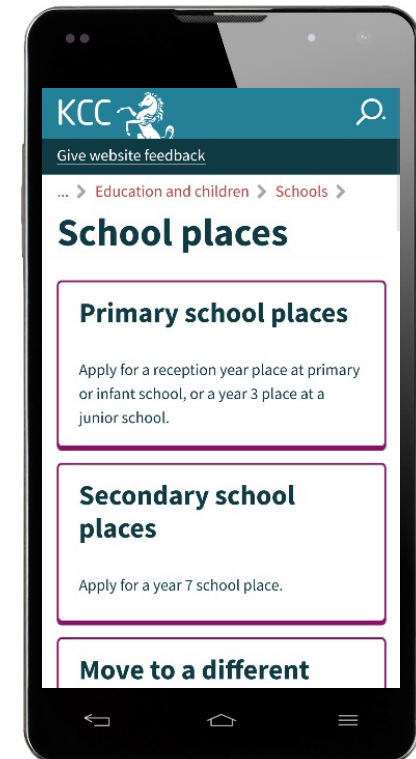 KCC
Give website feedback
... > Education and children > Schools >
School places
Primary school places
Apply for a reception year place at primary
or infant school, or a year 3 place at a
junior school.
Secondary school
places
Apply for a year 7 school place.
Move to a different